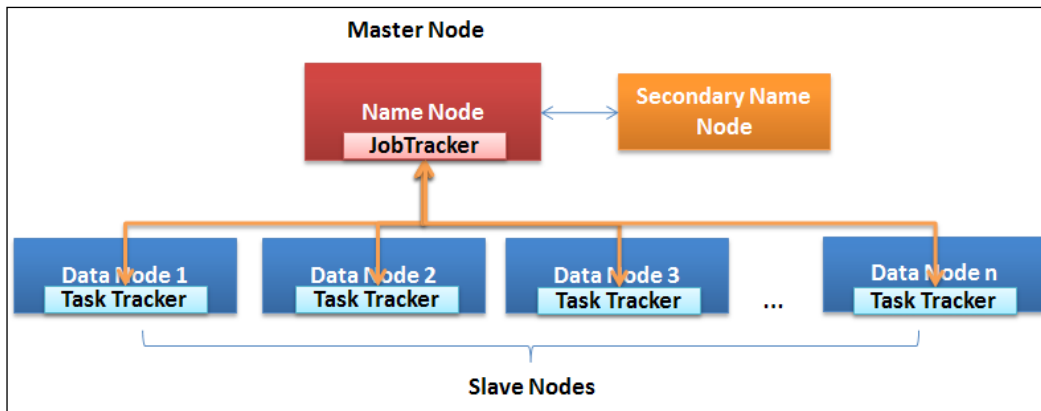 Master Node
Name Node
JobTracker
Secondary Name
Node
Data Node 1
Task Tracker
Data Node 2
Task Tracker
Data Node 3
Task Tracker
...
Data Node n
Task Tracker
Slave Nodes